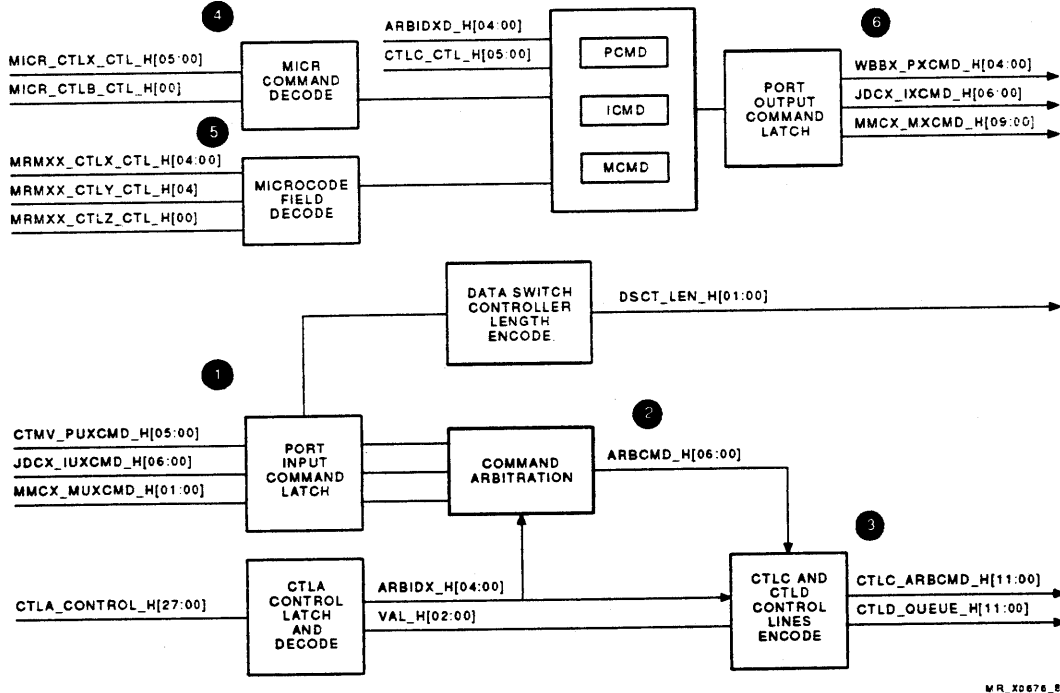 4
ARBIDXD_H[04:00]
CTLC_CTL_H[05:00]
MICR_CTLX_CTL_H[05:00]
MICR_CTLB_CTL_H[00]
MICR
COMMAND
DECODE
PCMD
ICMD
MCMD
6
PORT
OUTPUT
COMMAND
LATCH
WBBX_PXCMD_H[04:00]
JDCX_IXCMD_H[06:00]
MMCX_MXCMD_H[09:00]
5
MRMXX_CTLX_CTL_H[04:00]
MRMXX_CTLY_CTL_H[04]
MRMXX_CTLZ_CTL_H[00]
MICROCODE
FIELD
DECODE
DATA SWITCH
CONTROLLER
LENGTH
ENCODE.
DSCT_LEN_H[01:00]
1
CTMV_PUXCMD_H[05:00]
JDCX_IUXCMD_H[06:00]
MMCX_MUXCMD_H[01:00]
PORT
INPUT
COMMAND
LATCH
COMMAND
ARBITRATION
2
ARBCMD_H[06:00]
3
CTLA_CONTROL_H[27:00]
CTLA
CONTROL
LATCH
AND
DECODE
ARBIDX_H[04:00]
VAL_H[02:00]
CTLC AND
CTLD
CONTROL
LINES
ENCODE
CTLC_ARBCMD_H[11:00]
CTLD_QUEUE_H[11:00]